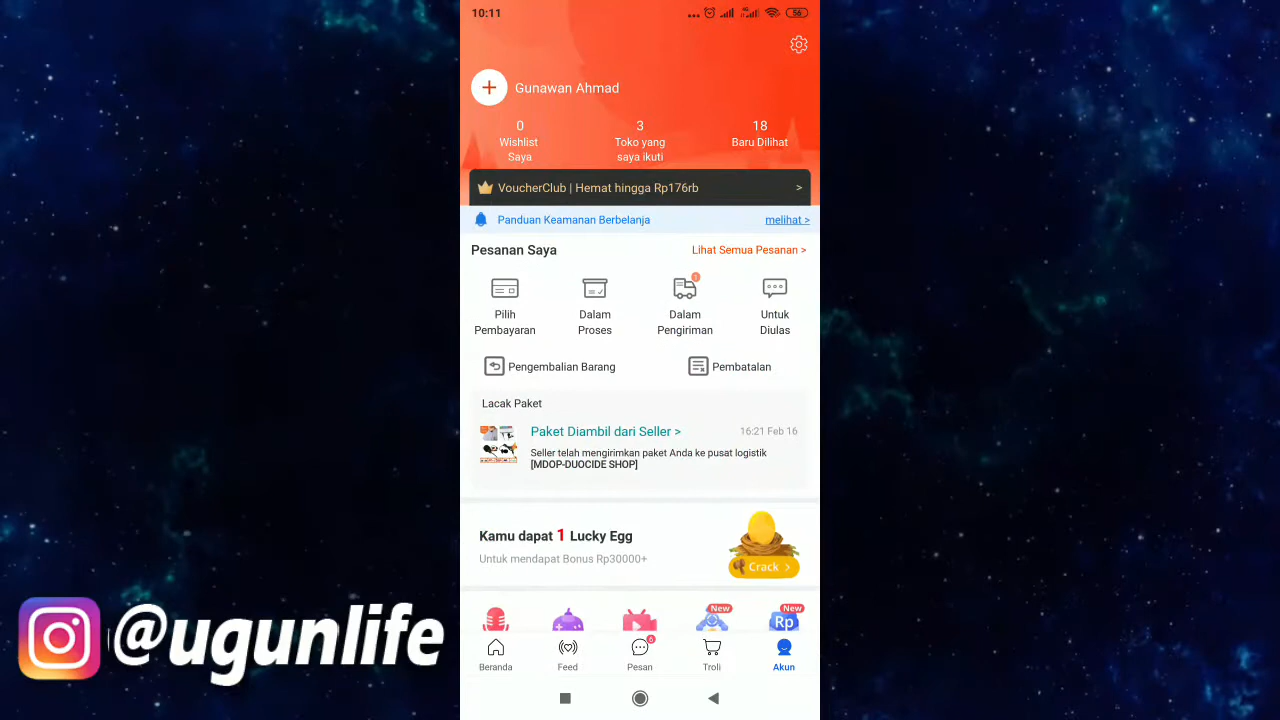 10:11
4G
56
Gunawan Ahmad
0
Wishlist
Saya
3
Toko yang
saya ikuti
18
Baru Dilihat
VoucherClub | Hemat hingga Rp176rb >
Panduan Keamanan Berbelanja
melihat >
Pesanan Saya
Lihat Semua Pesanan >
1
Pilih
Pembayaran
Dalam
Proses
Dalam
Pengiriman
Untuk
Diulas
Pengembalian Barang
Pembatalan
Lacak Paket
Paket Diambil dari Seller >
16:21 Feb 16
Seller telah mengirimkan paket Anda ke pusat logistik
[MDOP-DUOCIDE SHOP]
Kamu dapat 1 Lucky Egg
Untuk mendapat Bonus Rp30000+
Crack >
New
New
Rp
6
Beranda
Feed
Pesan
Troli
Akun
@ugunlife